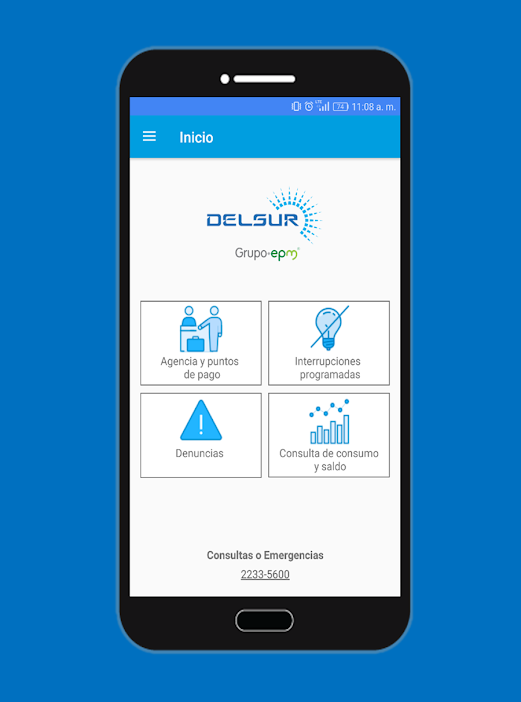 LTE 74 11:08 a. m.
Inicio
DELSUR
Grupo-epm
Agencia y puntos
de pago
Interrupciones
programadas
Denuncias
Consulta de consumo
y saldo
Consultas o Emergencias
2233-5600